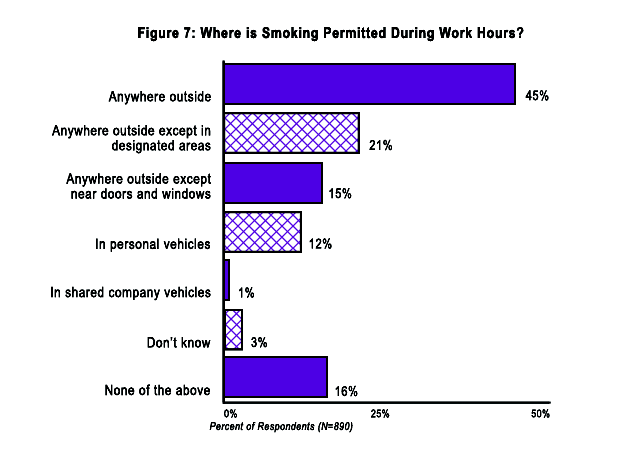 Figure 7: Where is Smoking Permitted During Work Hours?
Anywhere outside
45%
Anywhere outside except in
designated areas
21%
Anywhere outside except
near doors and windows
15%
In personal vehicles
12%
In shared company vehicles
1%
Don't know
3%
None of the above
16%
0%
25%
50%
Percent of Respondents (N=890)